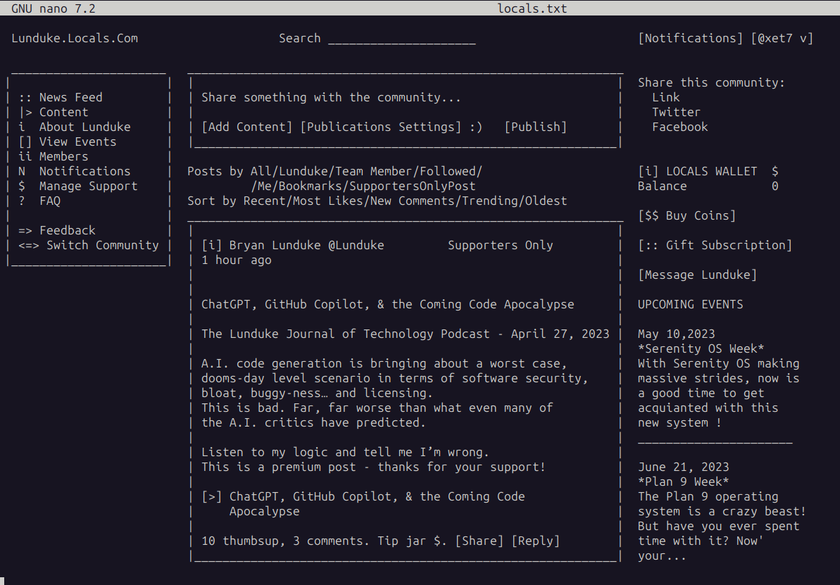 GNU nano 7.2 locals.txt
Lunduke.Locals.Com Search ______________________ [Notifications] [@xet7 v]
:: News Feed
|> Content
i About Lunduke
[] View Events
ii Members
N Notifications
$ Manage Support
? FAQ
=> Feedback
<=> Switch Community
Share something with the community...
[Add Content] [Publications Settings] :) [Publish]
Posts by All/Lunduke/Team Member/Followed/
/Me/Bookmarks/SupportersOnlyPost
Sort by Recent/Most Likes/New Comments/Trending/Oldest
[i] Bryan Lunduke @Lunduke Supporters Only
1 hour ago
ChatGPT, GitHub Copilot, & the Coming Code Apocalypse
The Lunduke Journal of Technology Podcast - April 27, 2023
A.I. code generation is bringing about a worst case,
dooms-day level scenario in terms of software security,
bloat, buggy-ness… and licensing.
This is bad. Far, far worse than what even many of
the A.I. critics have predicted.
Listen to my logic and tell me I’m wrong.
This is a premium post - thanks for your support!
[>] ChatGPT, GitHub Copilot, & the Coming Code
Apocalypse
10 thumbsup, 3 comments. Tip jar $. [Share] [Reply]
Share this community:
Link
Twitter
Facebook
[i] LOCALS WALLET $
Balance 0
[$$ Buy Coins]
[:: Gift Subscription]
[Message Lunduke]
UPCOMING EVENTS
May 10,2023
*Serenity OS Week*
With Serenity OS making
massive strides, now is
a good time to get
acquianted with this
new system !
June 21, 2023
*Plan 9 Week*
The Plan 9 operating
system is a crazy beast!
But have you ever spent
time with it? Now'
your...